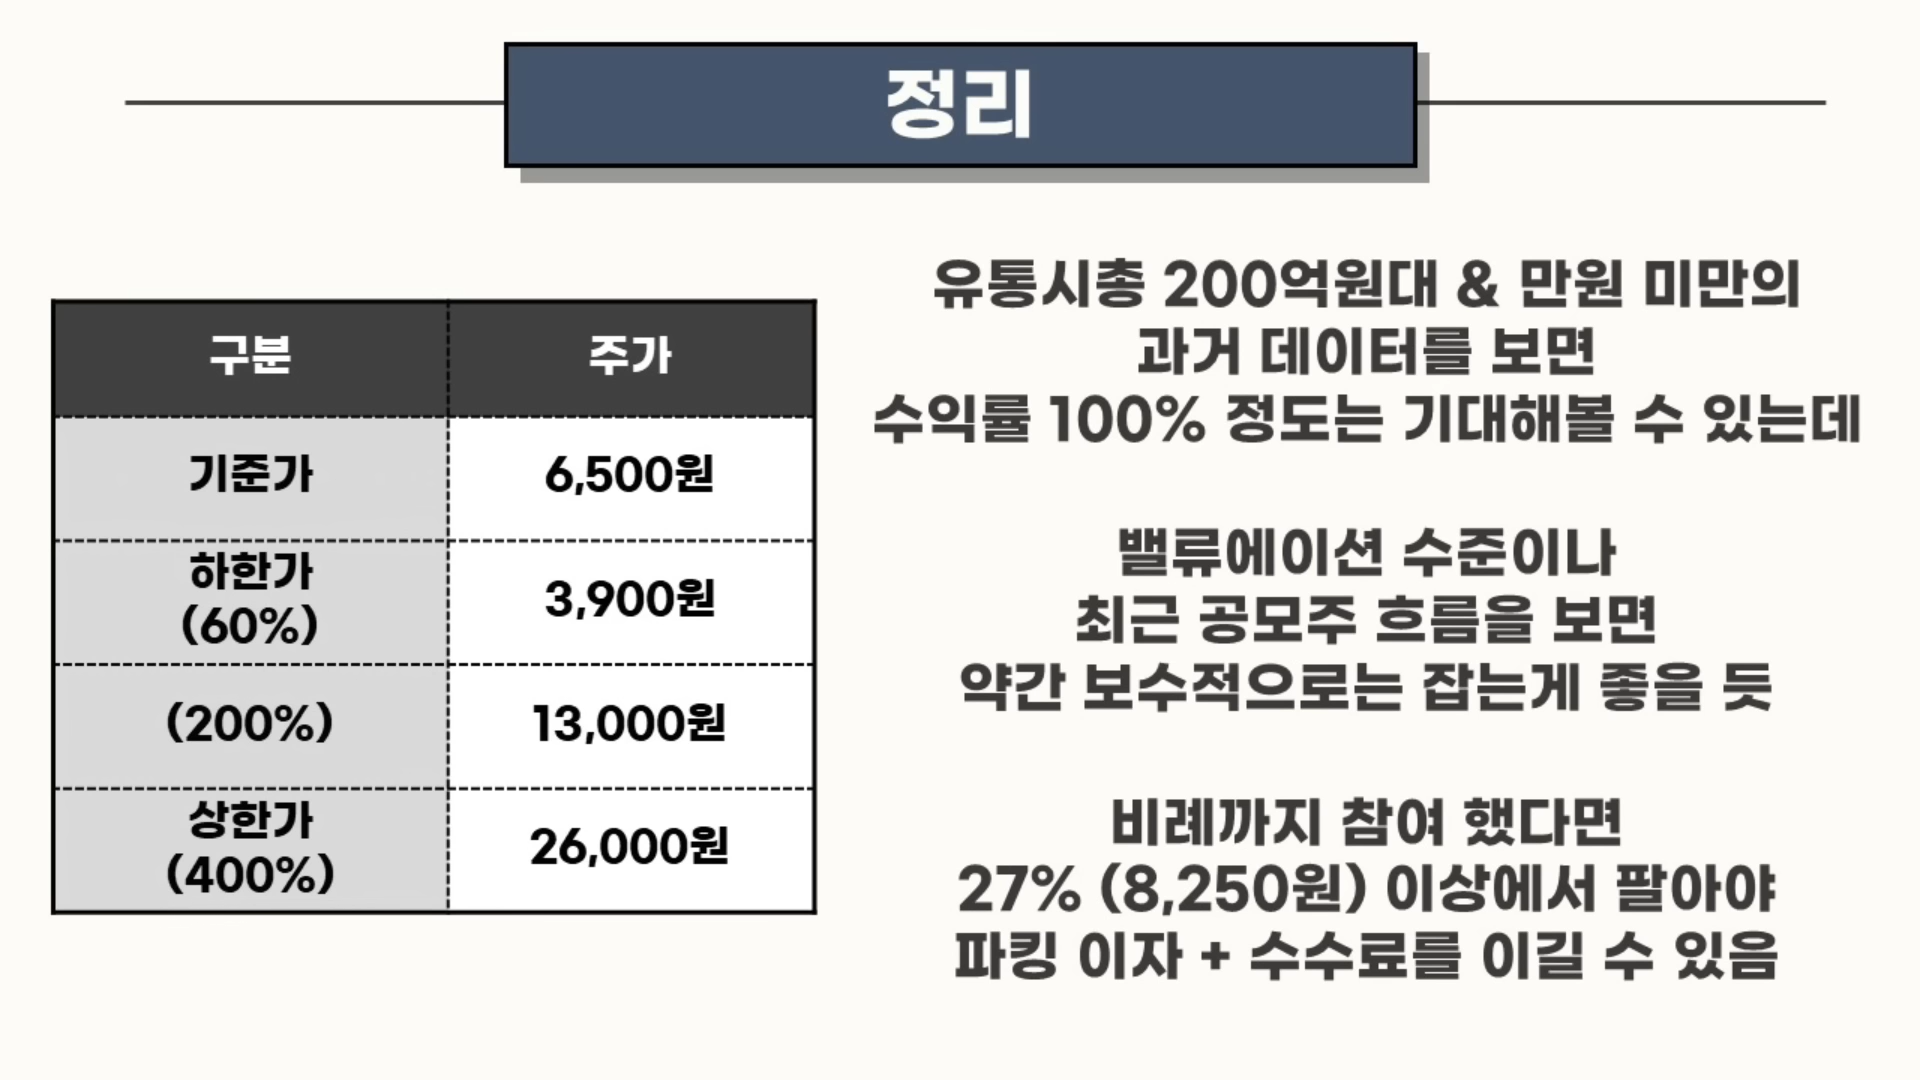 정리
구분 주가
기준가 6,500원
하한가
(60%) 3,900원
(200%) 13,000원
상한가
(400%) 26,000원
유통시총 200억원대 & 만원 미만의
과거 데이터를 보면
수익률 100% 정도는 기대해볼 수 있는데
밸류에이션 수준이나
최근 공모주 흐름을 보면
약간 보수적으로는 잡는게 좋을 듯
비례까지 참여 했다면
27% (8,250원) 이상에서 팔아야
파킹 이자 + 수수료를 이길 수 있음